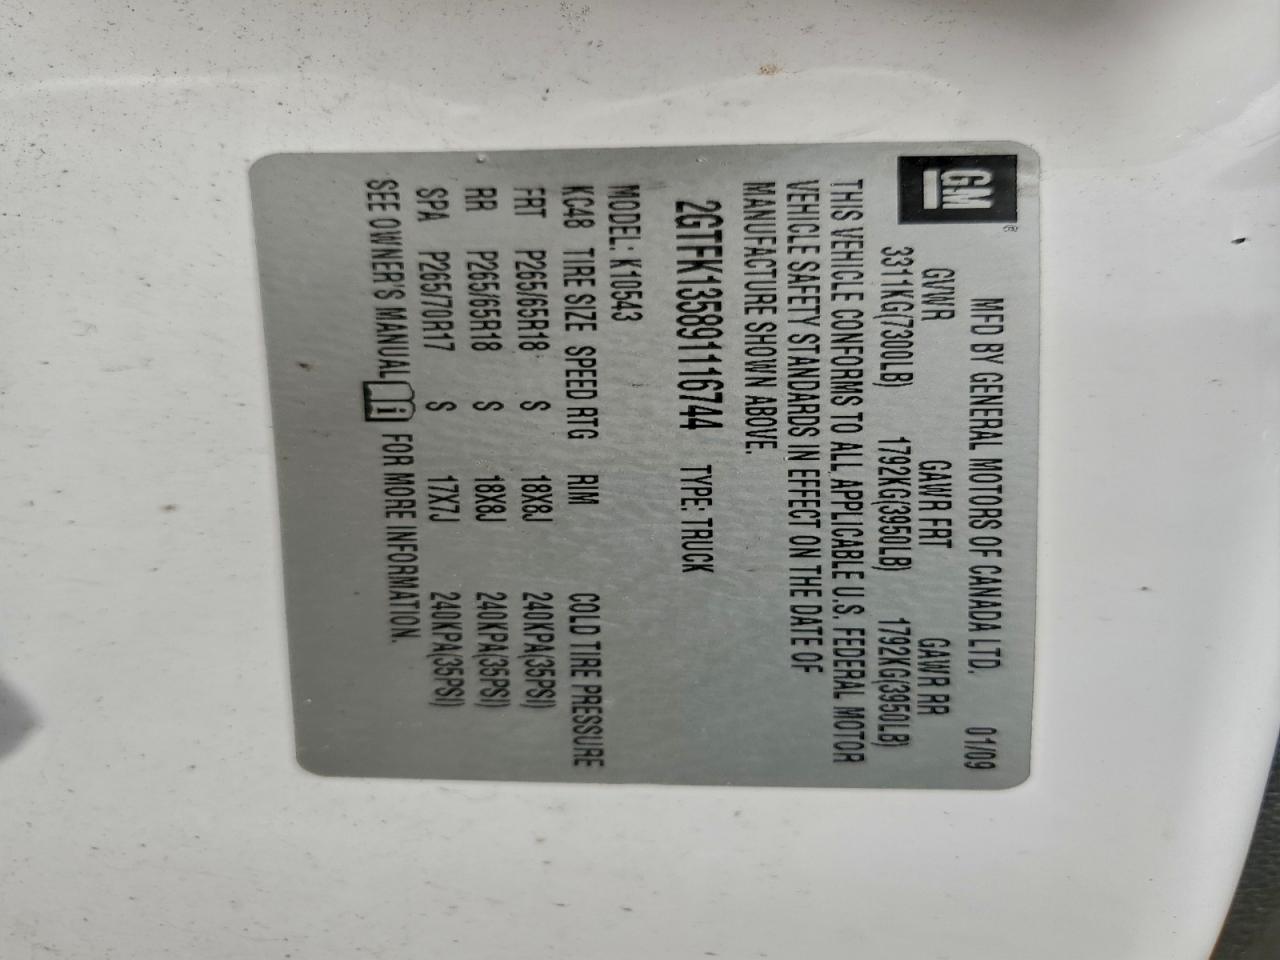 GM®
MFD BY GENERAL MOTORS OF CANADA LTD. 01/09
GVWR GAWR FRT GAWR RR
3311KG(7300LB) 1792KG(3950LB) 1792KG(3950LB)
THIS VEHICLE CONFORMS TO ALL APPLICABLE U.S. FEDERAL MOTOR
VEHICLE SAFETY STANDARDS IN EFFECT ON THE DATE OF
MANUFACTURE SHOWN ABOVE.
2GTFK135891116744 TYPE: TRUCK
MODEL: K10543
KC48 TIRE SIZE SPEED RTG RIM COLD TIRE PRESSURE
FRT P265/65R18 S 18X8J 240KPA(35PSI)
RR P265/65R18 S 18X8J 240KPA(35PSI)
SPA P265/70R17 S 17X7J 240KPA(35PSI)
SEE OWNER'S MANUAL FOR MORE INFORMATION.